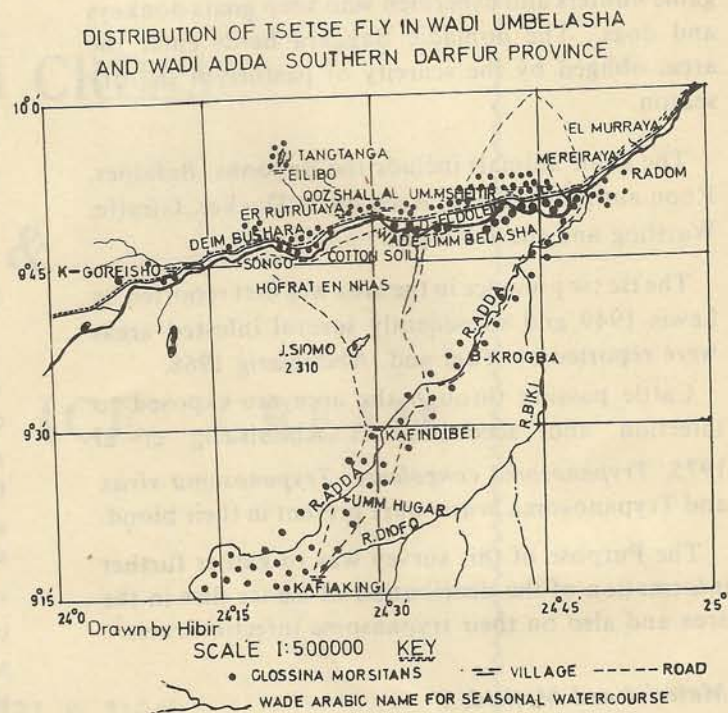 DISTRIBUTION OF TSETSE FLY IN WADI UMBELASHA
AND WADI ADDA SOUTHERN DARFUR PROVINCE
10°0
EL MURRAYA
J TANGTANGA
MEREIRAYA
EILIBO
RADOM
QOZ SHALLAL UM.MSHETIR
ER RUTRUTAYA
DEIM BUSHARA
WADE-UMM BELASHA
9°45
K-GOREISHO
SONGO
COTTON SOIL
HOFRAT EN NHAS
R.ADDA
J.SIOMO
2310
B-KROGBA
R.BIKI
9°30
KAFINDIBEI
R.ADDA
UMM HUGAR
R.DIOFO
KAFIAKINGI
9°15
24°0
24°15
24°30
24°45
25°
Drawn by Hibir
SCALE 1:500000 KEY
GLOSSINA MORSITANS
VILLAGE
ROAD
WADE ARABIC NAME FOR SEASONAL WATERCOURSE